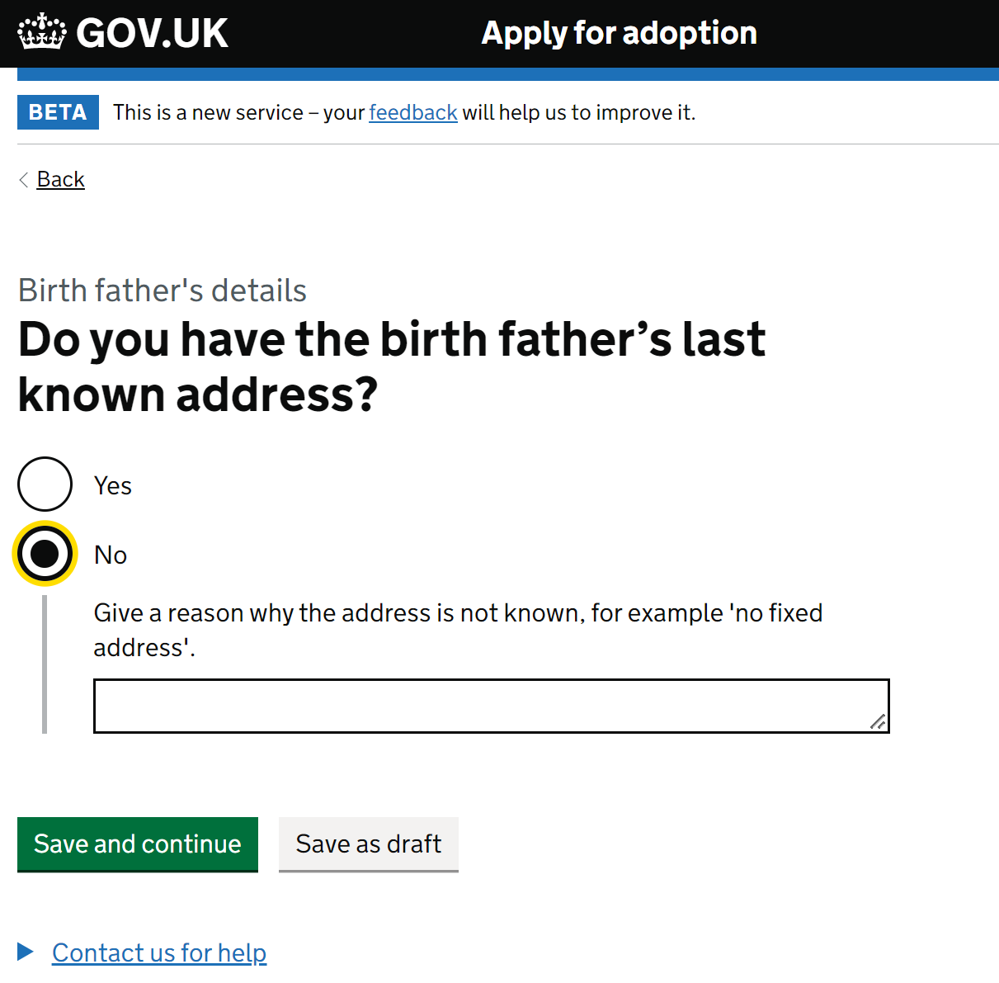 GOV.UK
Apply for adoption
BETA This is a new service – your feedback will help us to improve it.
Back
Birth father's details
Do you have the birth father’s last
known address?
Yes
No
Give a reason why the address is not known, for example 'no fixed
address'.
Save and continue
Save as draft
Contact us for help